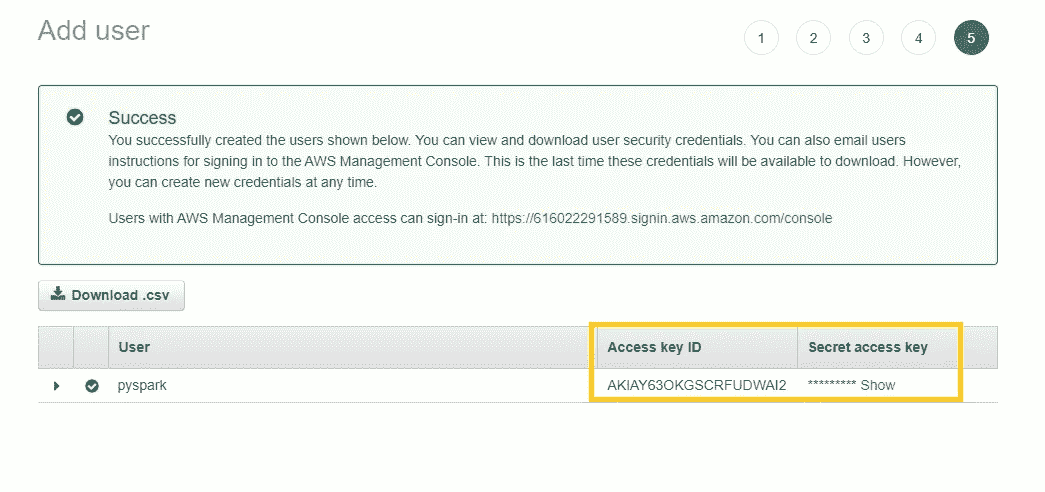 Add user
1 2 3 4 5
Success
You successfully created the users shown below. You can view and download user security credentials. You can also email users
instructions for signing in to the AWS Management Console. This is the last time these credentials will be available to download. However,
you can create new credentials at any time.
Users with AWS Management Console access can sign-in at: https://616022291589.signin.aws.amazon.com/console
Download .csv
User Access key ID Secret access key
pyspark AKIAY63OKGSCRFUDWAI2 ********* Show